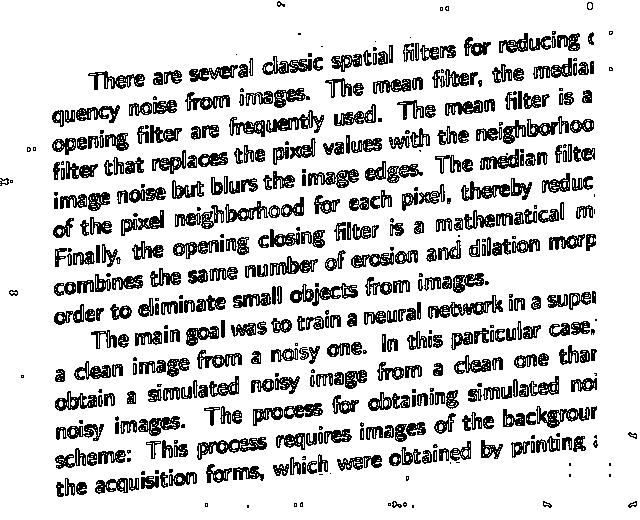 There are several classic spatial filters for reducing
quency noise from images. The mean filter, the median
opening filter are frequently used. The mean filter is a
filter that replaces the pixel values with the neighborhoo
image noise but blurs the image edges. The median filte
of the pixel neighborhood for each pixel, thereby reduc
Finally, the opening closing filter is a mathematical m
combines the same number of erosion and dilation morp
order to eliminate small objects from images.
The main goal was to train a neural network in a super
a clean image from a noisy one. In this particular case,
obtain a simulated noisy image from a clean one than
noisy images. The process for obtaining simulated noi
scheme: This process requires images of the backgroun
the acquisition forms, which were obtained by printing a